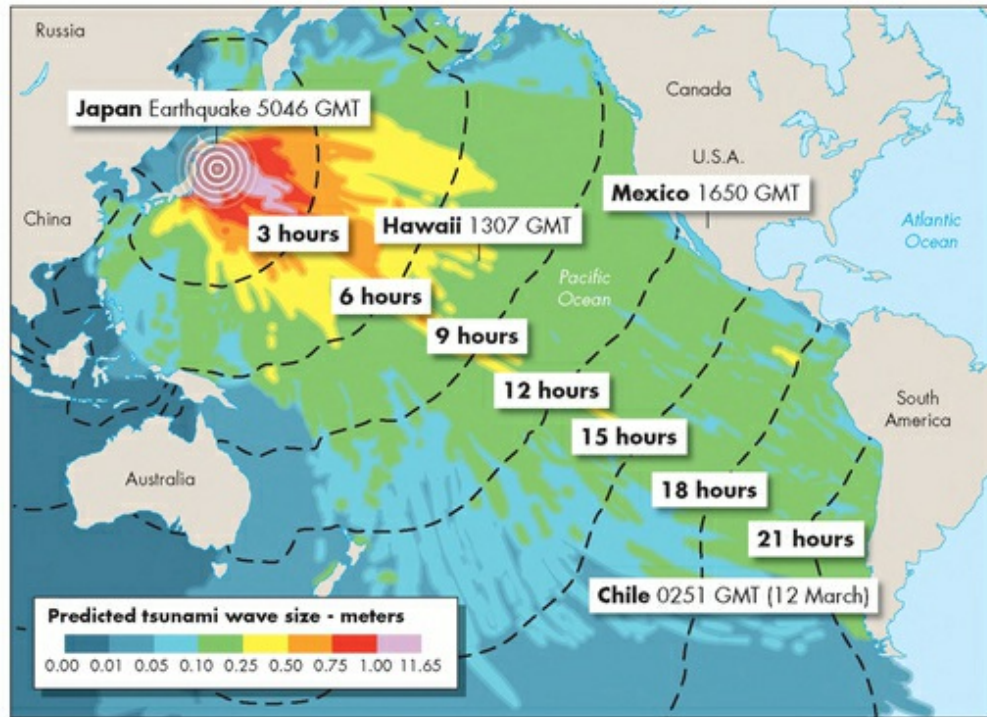 Russia
Japan Earthquake 5046 GMT
Canada
U.S.A.
Mexico 1650 GMT
China
Hawaii 1307 GMT
Atlantic
Ocean
3 hours
Pacific
Ocean
6 hours
9 hours
12 hours
South
America
15 hours
Australia
18 hours
21 hours
Chile 0251 GMT (12 March)
Predicted tsunami wave size - meters
0.00 0.01 0.05 0.10 0.25 0.50 0.75 1.00 11.65